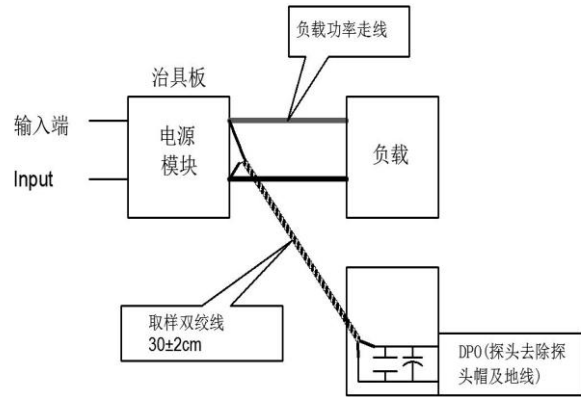 负载功率走线
治具板
输入端
电源
模块
负载
Input
取样双绞线
30±2cm
DPO(探头去除探
头帽及地线)